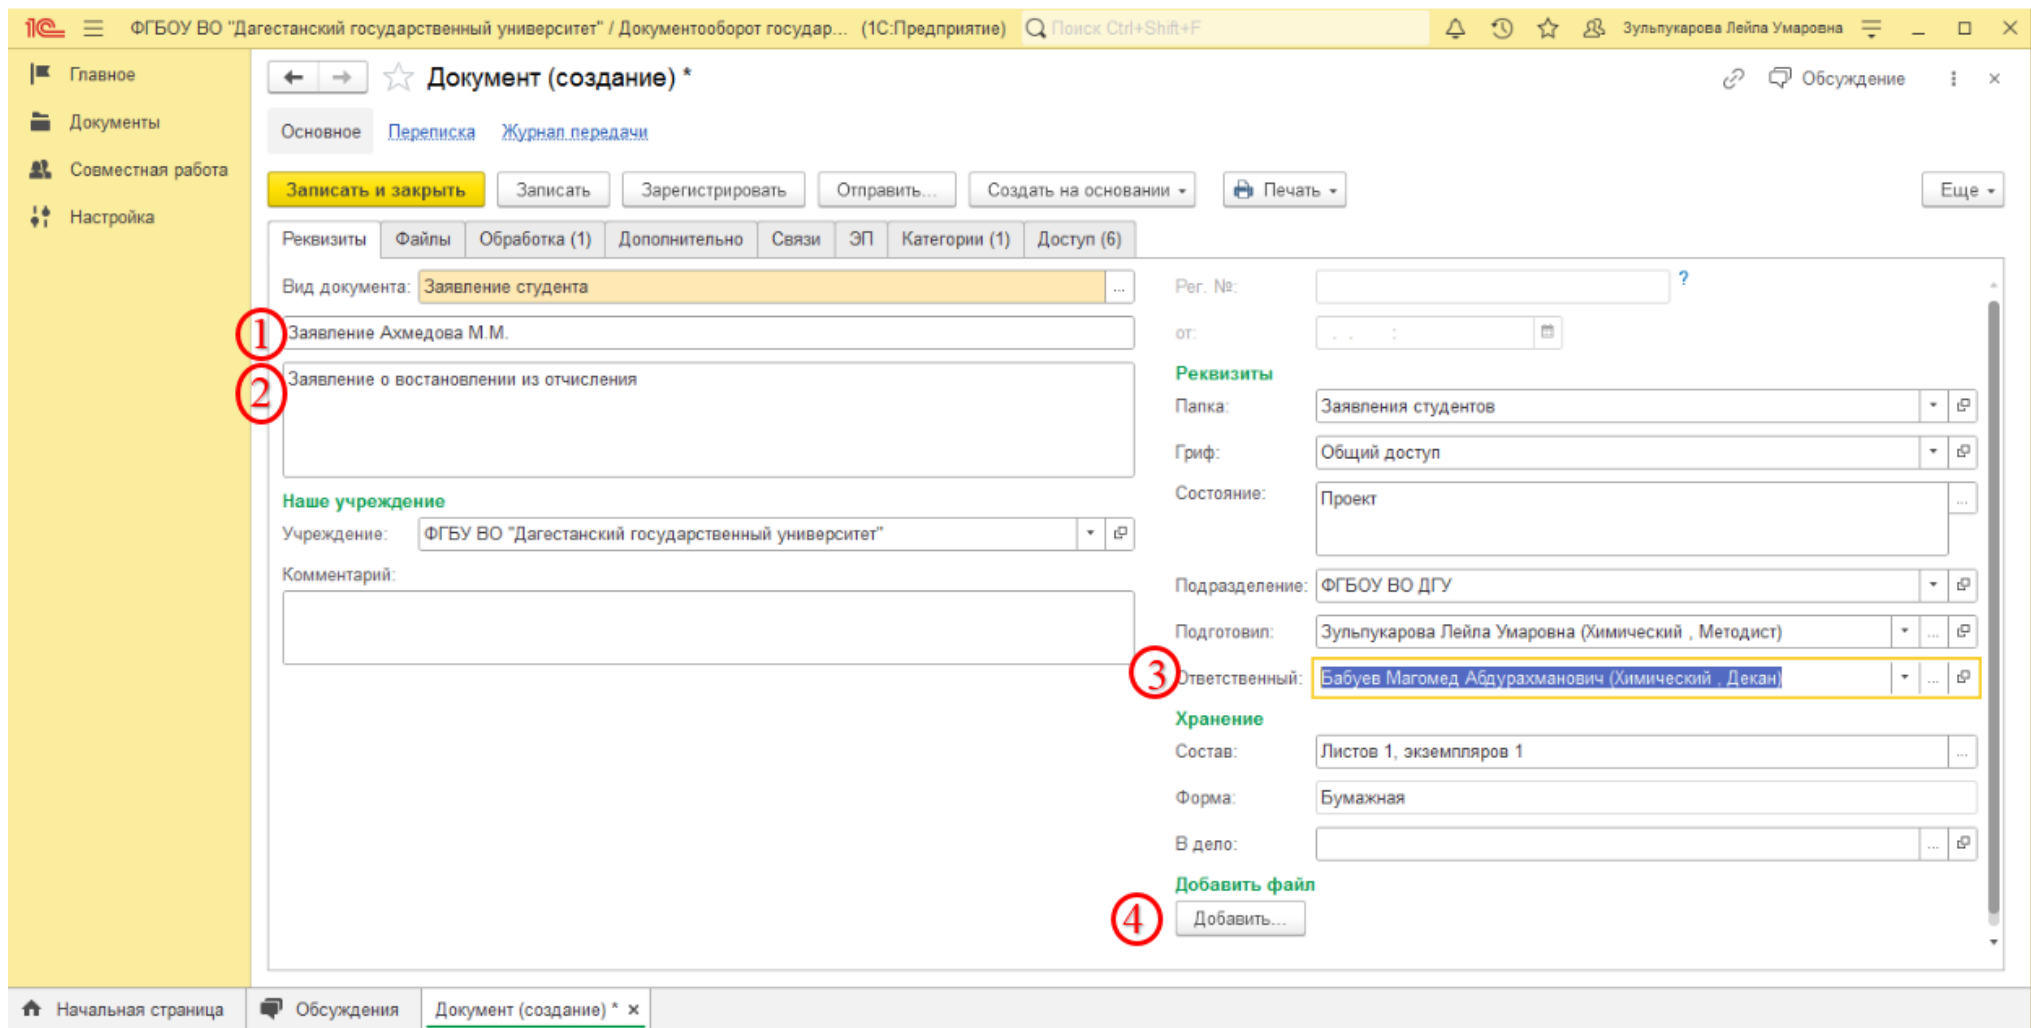 1С ФГБОУ ВО "Дагестанский государственный университет" / Документооборот государ... (1С:Предприятие) Поиск Ctrl+Shift+F Зульпукарова Лейла Умаровна
Главное
Документы
Совместная работа
Настройка
Документ (создание) *
Обсуждение
Основное Переписка Журнал передачи
Записать и закрыть Записать Зарегистрировать Отправить... Создать на основании Печать Еще
Реквизиты Файлы Обработка (1) Дополнительно Связи ЭП Категории (1) Доступ (6)
Вид документа: Заявление студента ...
1 Заявление Ахмедова М.М.
2 Заявление о востановлении из отчисления
Наше учреждение
Учреждение: ФГБУ ВО "Дагестанский государственный университет"
Комментарий:
Рег. №: ?
от: . . :
Реквизиты
Папка: Заявления студентов
Гриф: Общий доступ
Состояние: Проект ...
Подразделение: ФГБОУ ВО ДГУ
Подготовил: Зульпукарова Лейла Умаровна (Химический , Методист) ...
3 Ответственный: Бабуев Магомед Абдурахманович (Химический , Декан) ...
Хранение
Состав: Листов 1, экземпляров 1 ...
Форма: Бумажная
В дело: ...
Добавить файл
4 Добавить...
Начальная страница Обсуждения Документ (создание) * ×